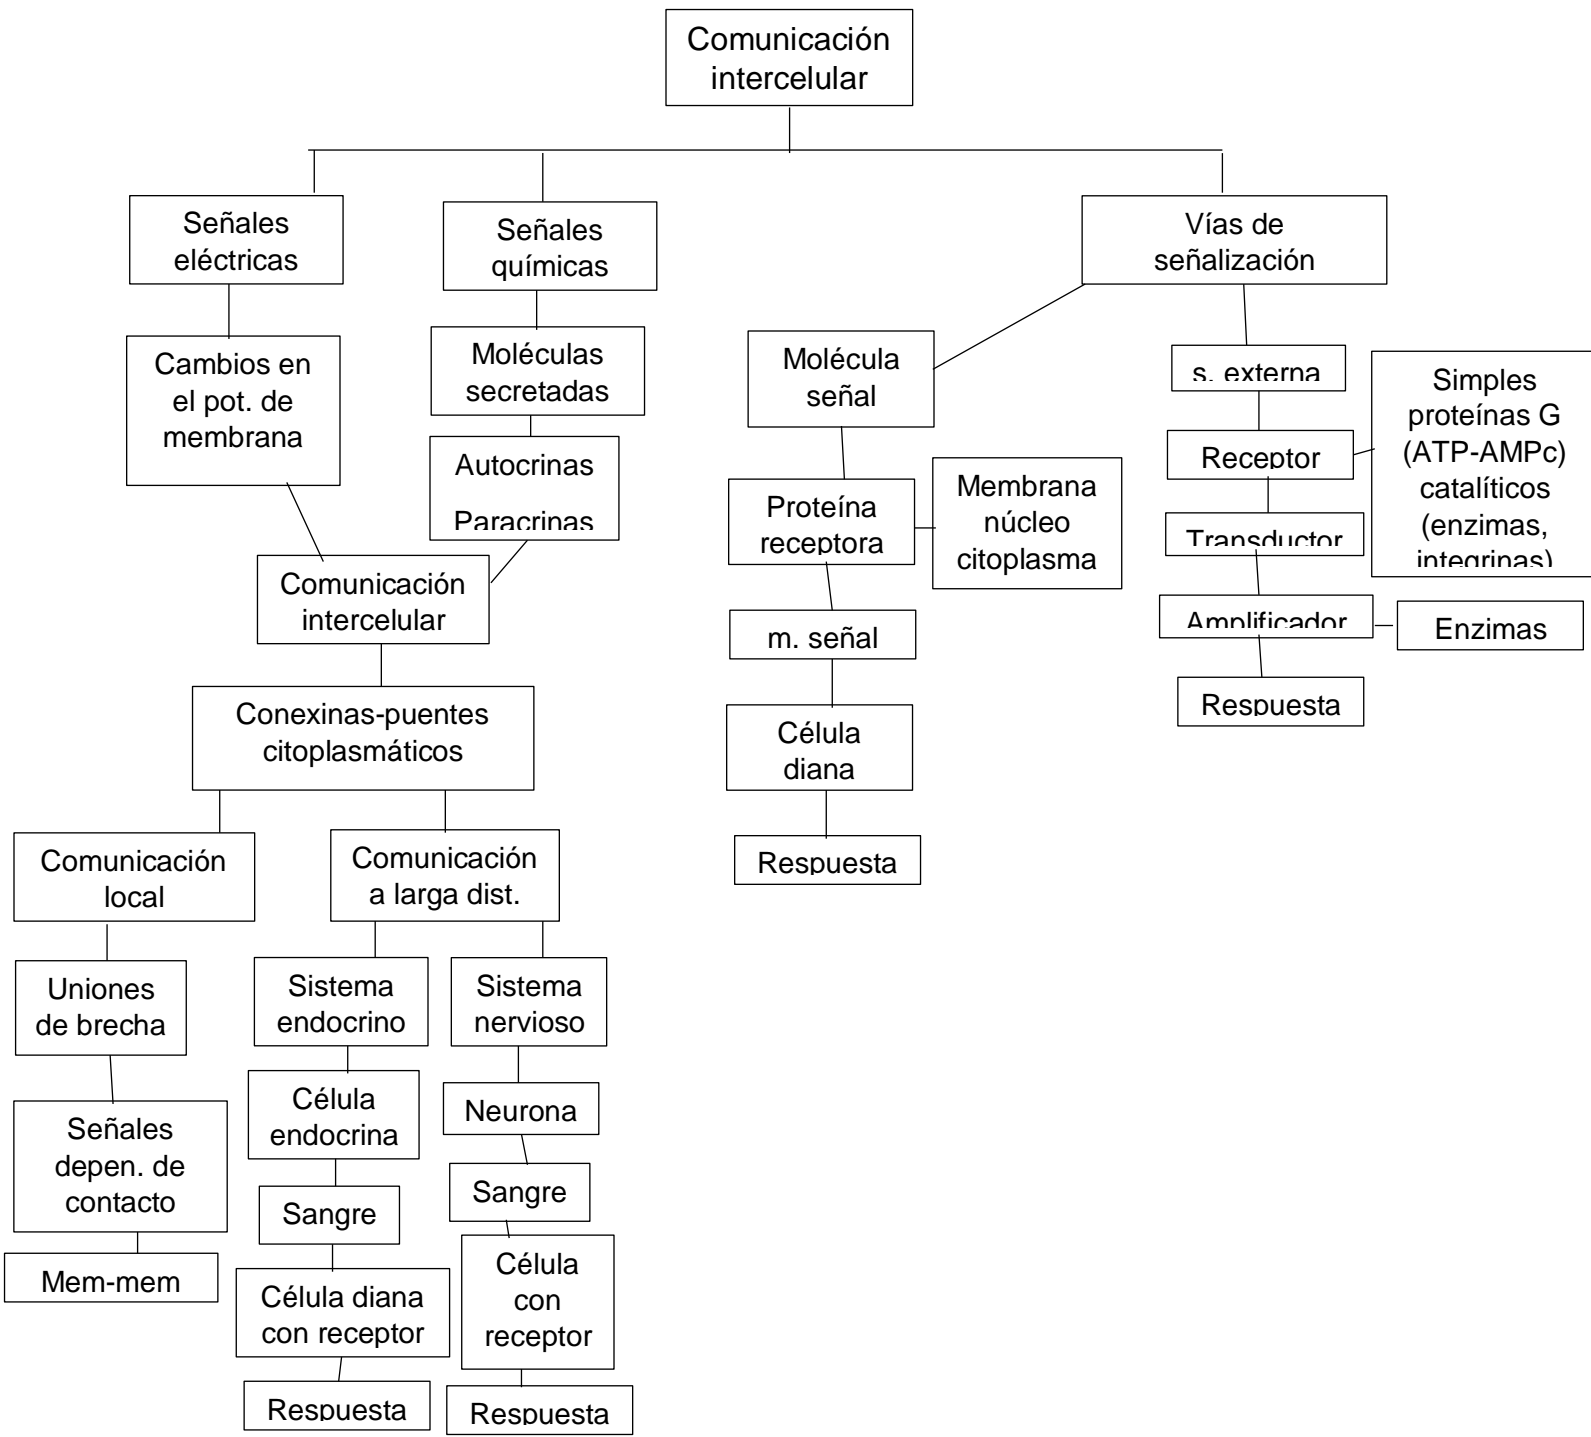 Comunicación
intercelular
Señales
eléctricas
Señales
químicas
Vías de
señalización
Cambios en
el pot. de
membrana
Moléculas
secretadas
Autocrinas
Paracrinas
Comunicación
intercelular
Conexinas-puentes
citoplasmáticos
Comunicación
local
Comunicación
a larga dist.
Uniones
de brecha
Señales
depen. de
contacto
Mem-mem
Sistema
endocrino
Célula
endocrina
Sangre
Célula diana
con receptor
Respuesta
Sistema
nervioso
Neurona
Sangre
Célula
con
receptor
Respuesta
Molécula
señal
Proteína
receptora
Membrana
núcleo
citoplasma
m. señal
Célula
diana
Respuesta
s. externa
Receptor
Simples
proteínas G
(ATP-AMPc)
catalíticos
(enzimas,
integrinas)
Transductor
Amplificador
Enzimas
Respuesta